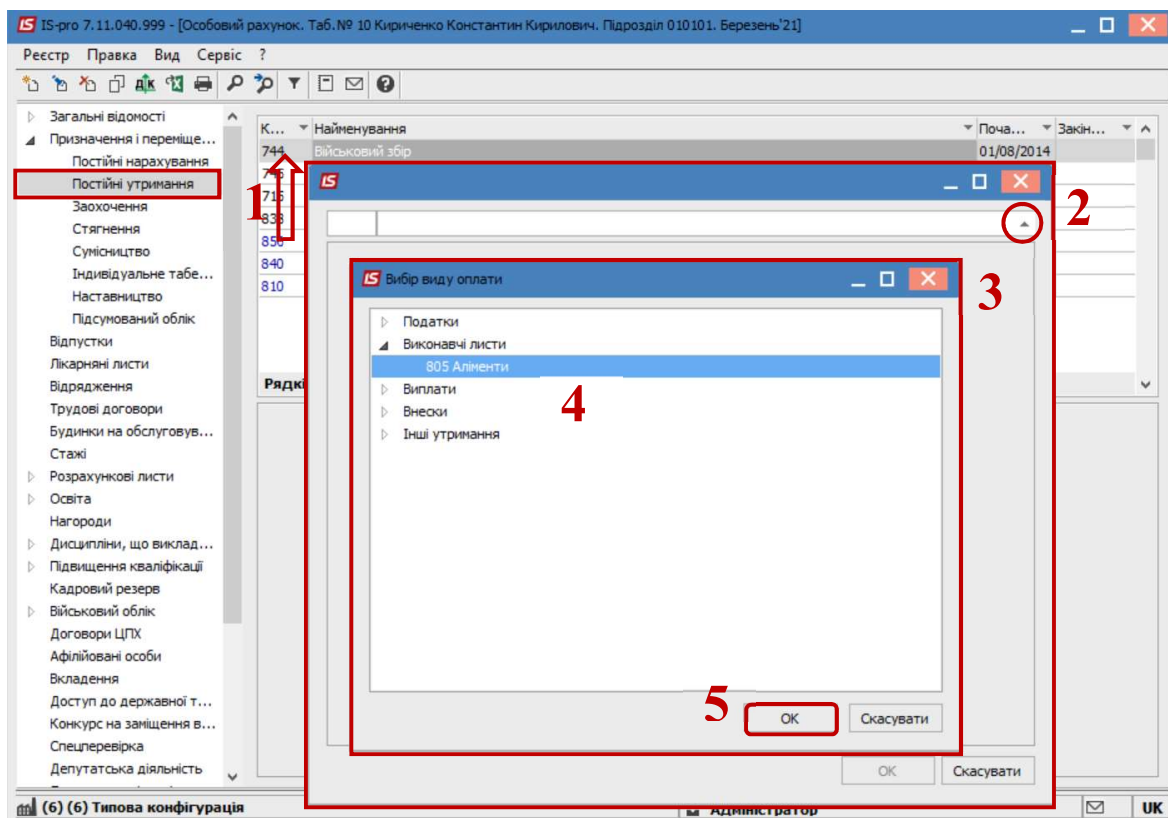 IS-pro 7.11.040.999 - [Особовий рахунок. Таб.№ 10 Кириченко Константин Кирилович. Підрозділ 010101. Березень'21]
Реєстр Правка Вид Сервіс ?
Загальні відомості
Призначення і переміще...
Постійні нарахування
Постійні утримання
Заохочення
Стягнення
Сумісництво
Індивідуальне табе...
Наставництво
Підсумований облік
Відпустки
Лікарняні листи
Відрядження
Трудові договори
Будинки на обслуговув...
Стажі
Розрахункові листи
Освіта
Нагороди
Дисципліни, що виклад...
Підвищення кваліфікації
Кадровий резерв
Військовий облік
Договори ЦПХ
Афілійовані особи
Вкладення
Доступ до державної т...
Конкурс на заміщення в...
Спецперевірка
Депутатська діяльність
К... Найменування Поча... Закін...
744 Військовий збір 01/08/2014
716
838
850
840
810
Рядкі
1
2
3
Вибір виду оплати
Податки
Виконавчі листи
805 Аліменти
Виплати
Внески
Інші утримання
4
5
OK Скасувати
OK Скасувати
(6) (6) Типова конфігурація Адміністратор UK